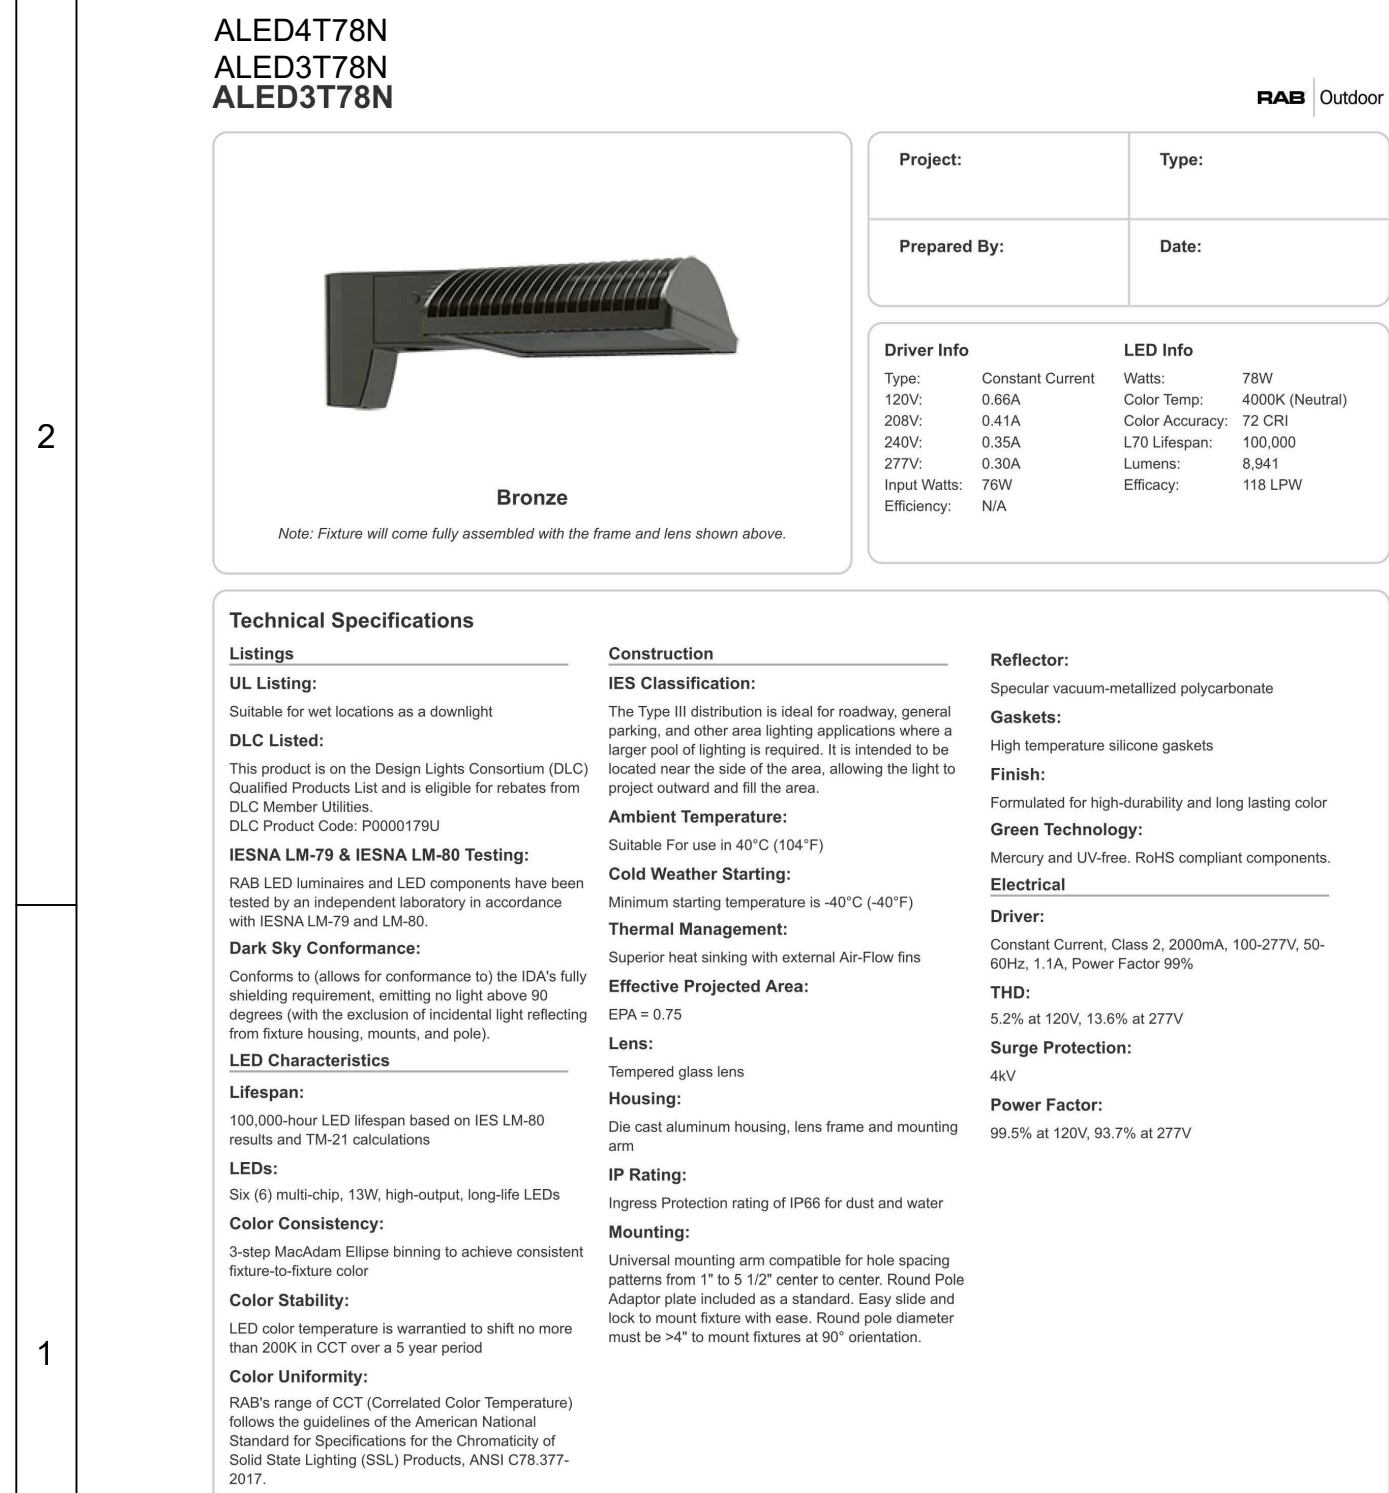 ALED4T78N
ALED3T78N
ALED3T78N
RAB Outdoor
Project:
Type:
Prepared By:
Date:
Bronze
Note: Fixture will come fully assembled with the frame and lens shown above.
Driver Info
Type: Constant Current
120V: 0.66A
208V: 0.41A
240V: 0.35A
277V: 0.30A
Input Watts: 76W
Efficiency: N/A
LED Info
Watts: 78W
Color Temp: 4000K (Neutral)
Color Accuracy: 72 CRI
L70 Lifespan: 100,000
Lumens: 8,941
Efficacy: 118 LPW
2
1
Technical Specifications
Listings
UL Listing:
Suitable for wet locations as a downlight
DLC Listed:
This product is on the Design Lights Consortium (DLC)
Qualified Products List and is eligible for rebates from
DLC Member Utilities.
DLC Product Code: P0000179U
IESNA LM-79 & IESNA LM-80 Testing:
RAB LED luminaires and LED components have been
tested by an independent laboratory in accordance
with IESNA LM-79 and LM-80.
Dark Sky Conformance:
Conforms to (allows for conformance to) the IDA's fully
shielding requirement, emitting no light above 90
degrees (with the exclusion of incidental light reflecting
from fixture housing, mounts, and pole).
LED Characteristics
Lifespan:
100,000-hour LED lifespan based on IES LM-80
results and TM-21 calculations
LEDs:
Six (6) multi-chip, 13W, high-output, long-life LEDs
Color Consistency:
3-step MacAdam Ellipse binning to achieve consistent
fixture-to-fixture color
Color Stability:
LED color temperature is warrantied to shift no more
than 200K in CCT over a 5 year period
Color Uniformity:
RAB's range of CCT (Correlated Color Temperature)
follows the guidelines of the American National
Standard for Specifications for the Chromaticity of
Solid State Lighting (SSL) Products, ANSI C78.377-
2017.
Construction
IES Classification:
The Type III distribution is ideal for roadway, general
parking, and other area lighting applications where a
larger pool of lighting is required. It is intended to be
located near the side of the area, allowing the light to
project outward and fill the area.
Ambient Temperature:
Suitable For use in 40°C (104°F)
Cold Weather Starting:
Minimum starting temperature is -40°C (-40°F)
Thermal Management:
Superior heat sinking with external Air-Flow fins
Effective Projected Area:
EPA = 0.75
Lens:
Tempered glass lens
Housing:
Die cast aluminum housing, lens frame and mounting
arm
IP Rating:
Ingress Protection rating of IP66 for dust and water
Mounting:
Universal mounting arm compatible for hole spacing
patterns from 1" to 5 1/2" center to center. Round Pole
Adaptor plate included as a standard. Easy slide and
lock to mount fixture with ease. Round pole diameter
must be >4" to mount fixtures at 90° orientation.
Reflector:
Specular vacuum-metallized polycarbonate
Gaskets:
High temperature silicone gaskets
Finish:
Formulated for high-durability and long lasting color
Green Technology:
Mercury and UV-free. RoHS compliant components.
Electrical
Driver:
Constant Current, Class 2, 2000mA, 100-277V, 50-
60Hz, 1.1A, Power Factor 99%
THD:
5.2% at 120V, 13.6% at 277V
Surge Protection:
4kV
Power Factor:
99.5% at 120V, 93.7% at 277V